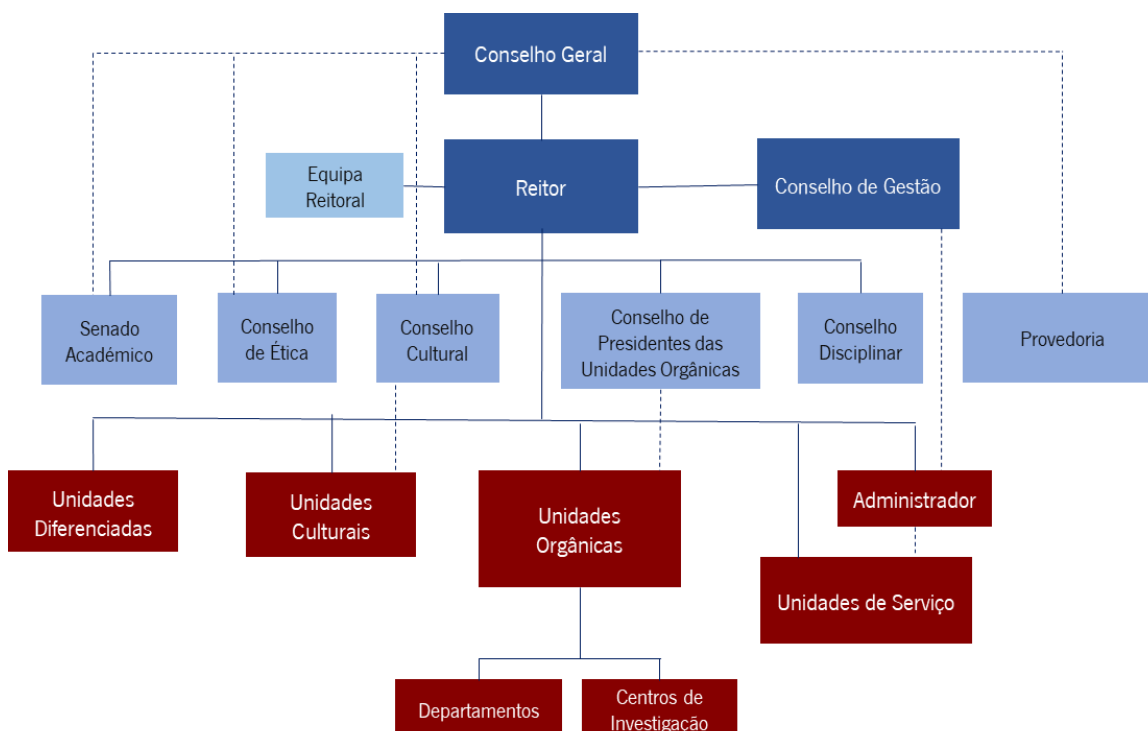 Conselho Geral
Equipa
Reitoral
Reitor
Conselho de Gestão
Senado
Académico
Conselho
de Ética
Conselho
Cultural
Conselho de
Presidentes das
Unidades Orgânicas
Conselho
Disciplinar
Provedoria
Unidades
Diferenciadas
Unidades
Culturais
Unidades
Orgânicas
Administrador
Unidades de Serviço
Departamentos
Centros de
Investigação